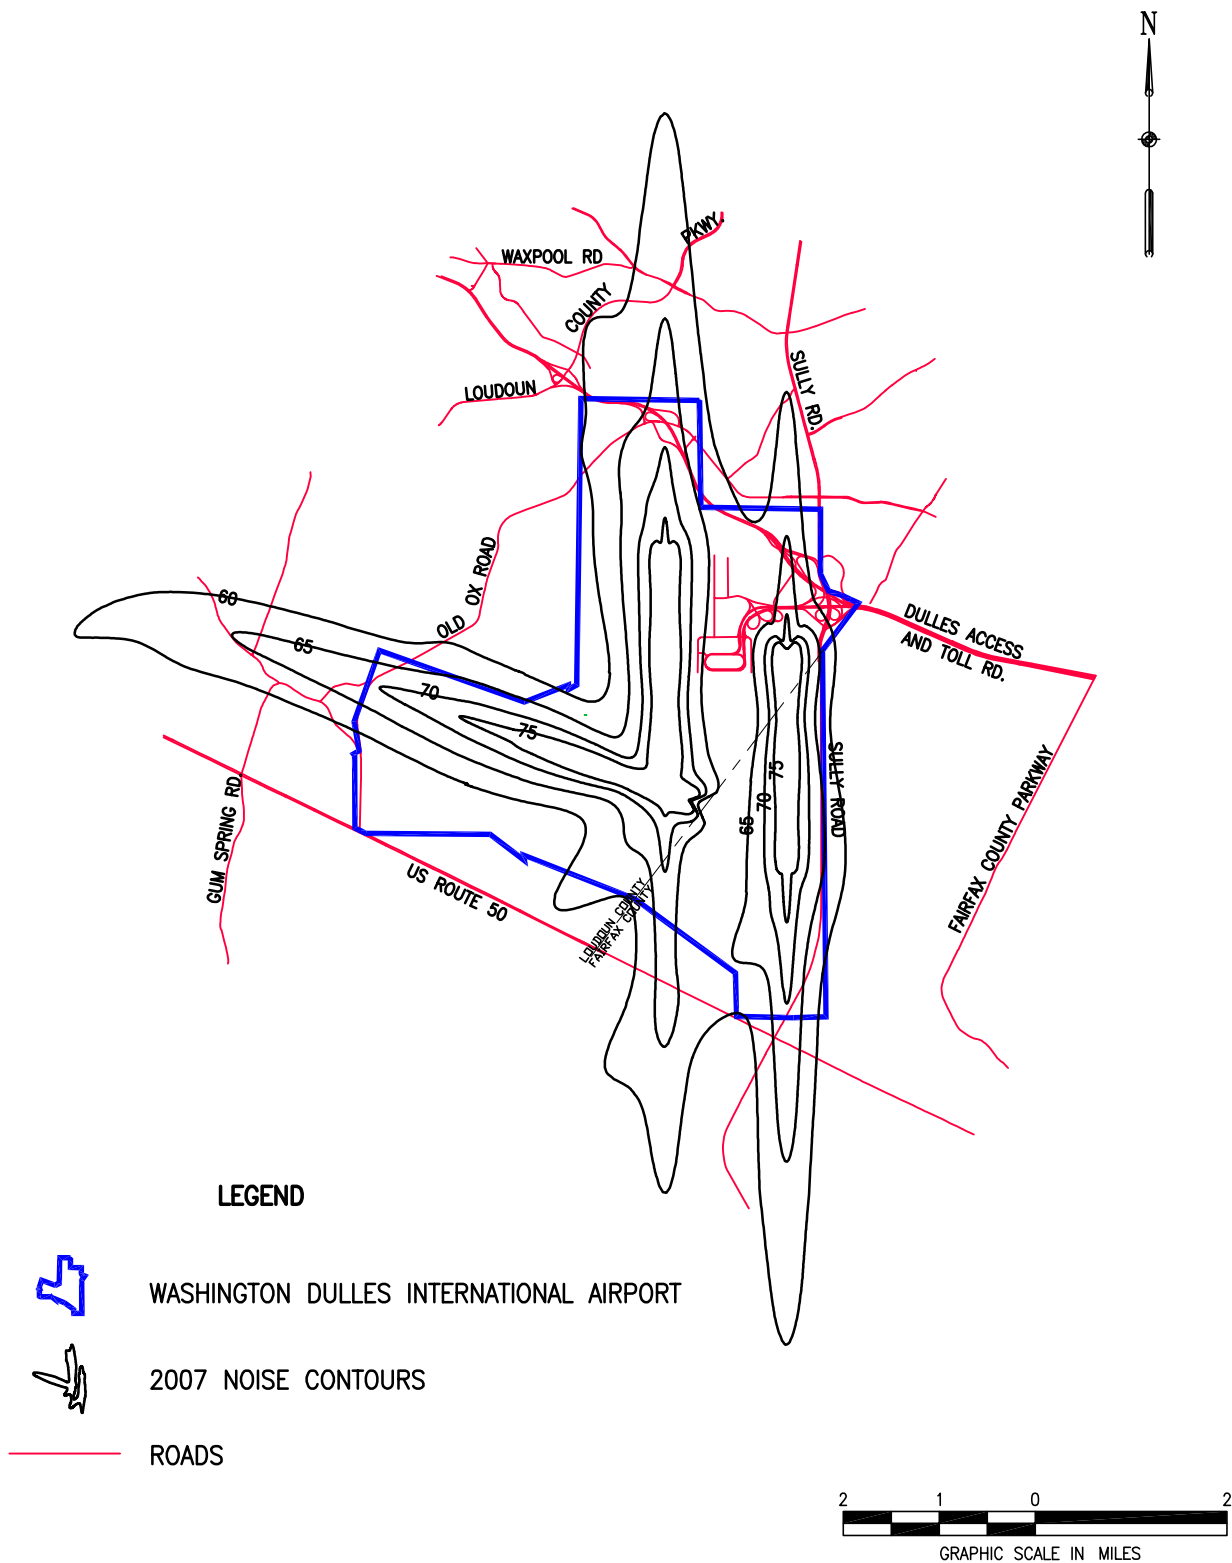 N
PKWY.
WAXPOOL RD
COUNTY
SULLY RD.
LOUDOUN
OLD OX ROAD
60
65
70
75
DULLES ACCESS
AND TOLL RD.
SULLY ROAD
65
70
75
FAIRFAX COUNTY PARKWAY
GUM SPRING RD.
US ROUTE 50
LOUDOUN COUNTY
FAIRFAX COUNTY
LEGEND
WASHINGTON DULLES INTERNATIONAL AIRPORT
2007 NOISE CONTOURS
ROADS
2 1 0 2
GRAPHIC SCALE IN MILES